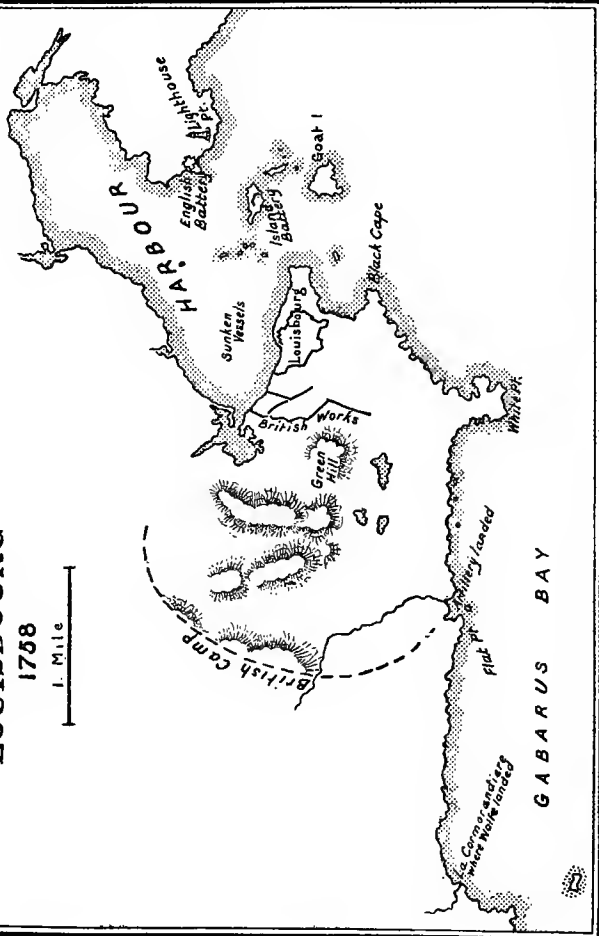 LOUISBOURG
1758
1. Mile
HARBOUR
Lighthouse
Pt.
English
Battery
Island
Battery
Goat I
Sunken
Vessels
Louisbourg
Black Cape
British Works
Green
Hill
White Pt.
British Camp
Artillery landed
Flat Pt
GABARUS BAY
a Cormorandiere
where Wolfe landed